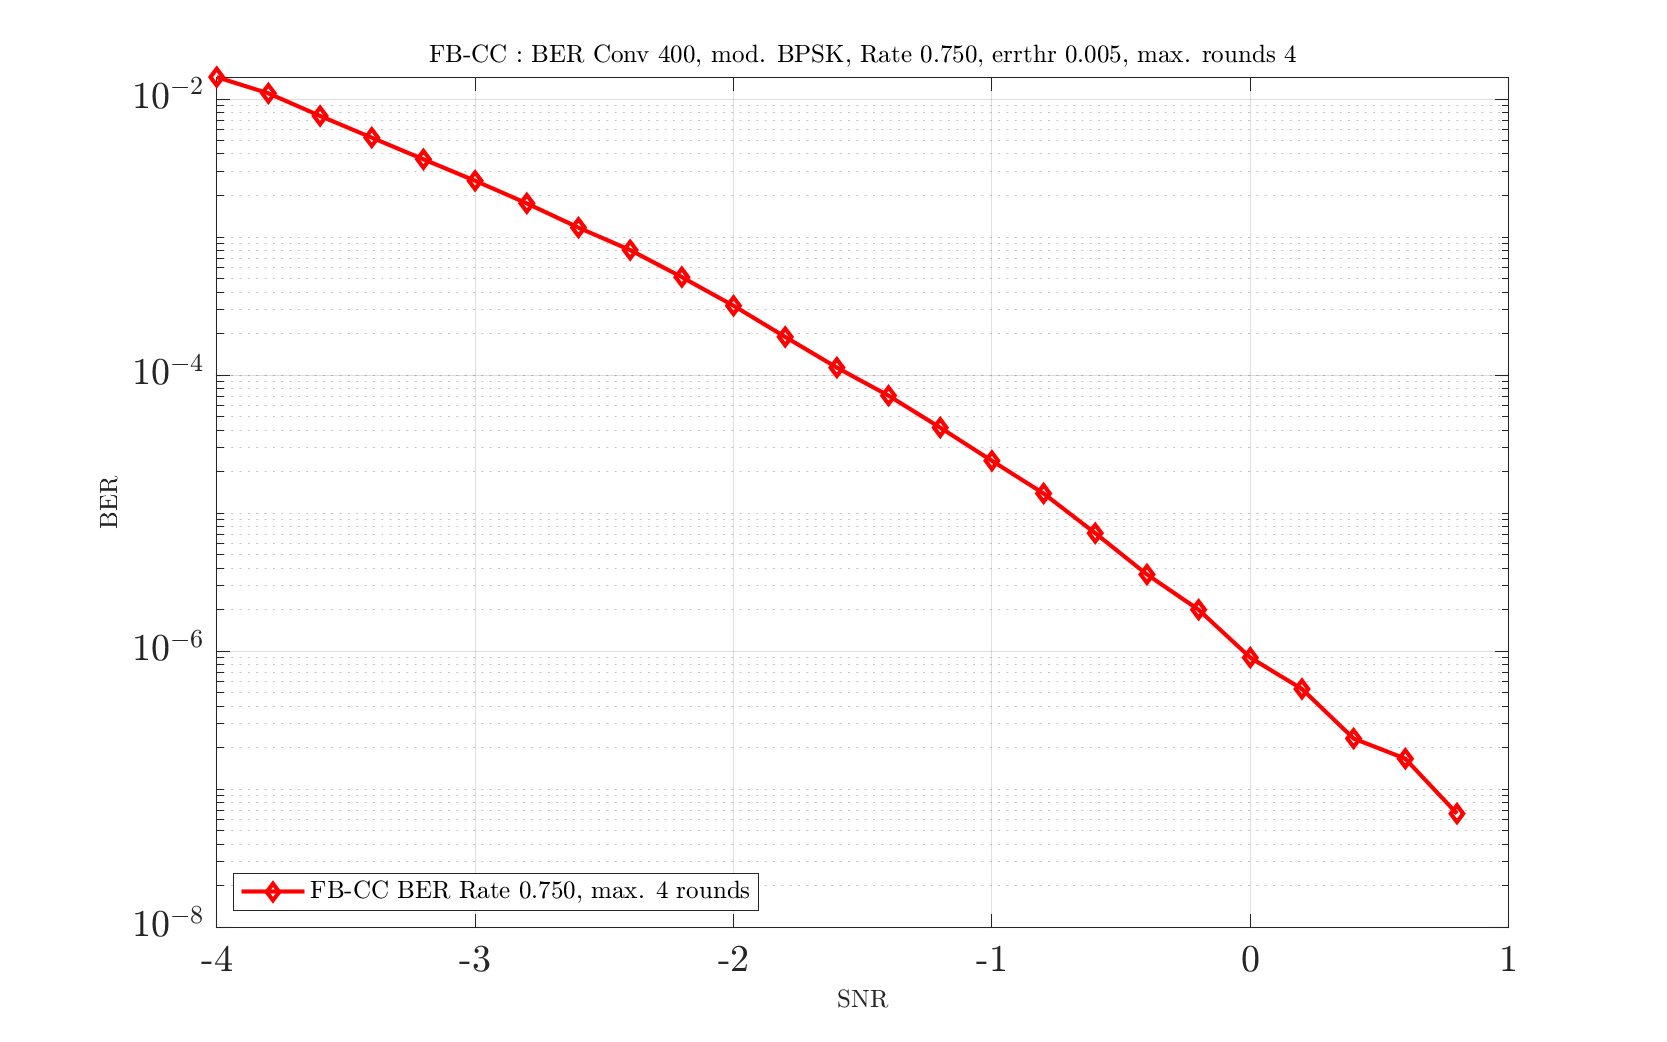 FB-CC : BER Conv 400, mod. BPSK, Rate 0.750, errthr 0.005, max. rounds 4
10⁻²
10⁻⁴
BER
10⁻⁶
FB-CC BER Rate 0.750, max. 4 rounds
10⁻⁸
-4 -3 -2 -1 0 1
SNR